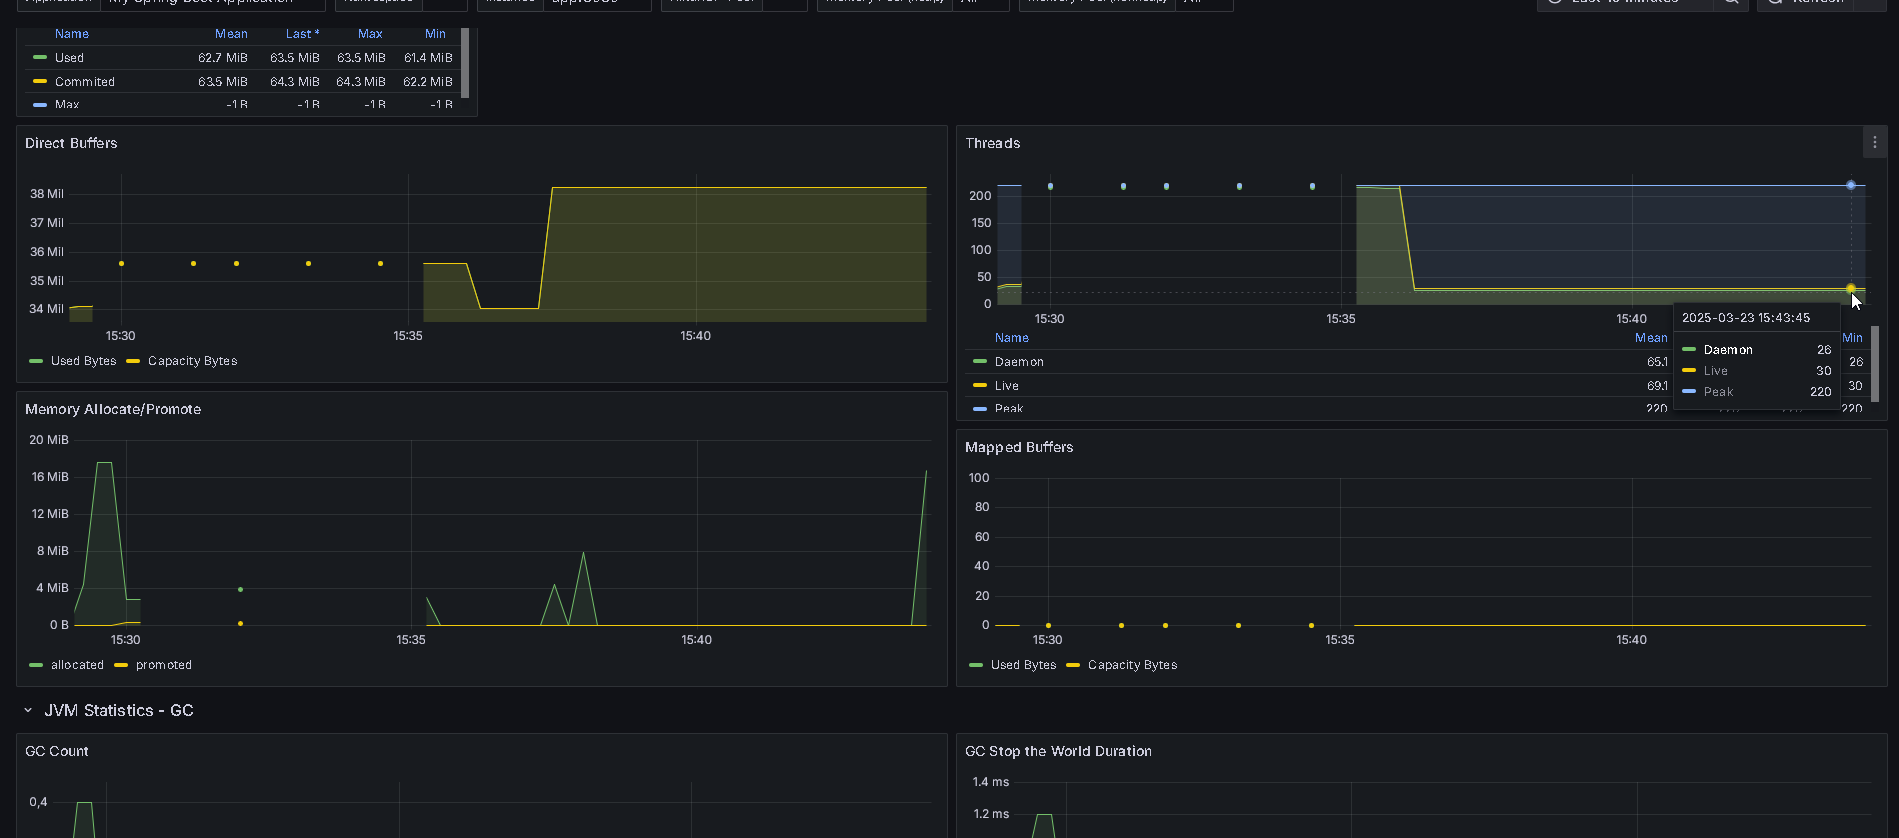 Name Mean Last * Max Min
Used 62.7 MiB 63.5 MiB 63.5 MiB 61.4 MiB
Commited 63.5 MiB 64.3 MiB 64.3 MiB 62.2 MiB
Max -1 B -1 B -1 B -1 B
Direct Buffers
38 Mil
37 Mil
36 Mil
35 Mil
34 Mil
15:30 15:35 15:40
Used Bytes Capacity Bytes
Threads
200
150
100
50
0
15:30 15:35 15:40
Name Mean Min
Daemon 65.1 26
Live 69.1 30
Peak 220 220
2025-03-23 15:43:45
Daemon 26
Live 30
Peak 220
Memory Allocate/Promote
20 MiB
16 MiB
12 MiB
8 MiB
4 MiB
0 B
15:30 15:35 15:40
allocated promoted
Mapped Buffers
100
80
60
40
20
0
15:30 15:35 15:40
Used Bytes Capacity Bytes
JVM Statistics - GC
GC Count
0,4
GC Stop the World Duration
1.4 ms
1.2 ms